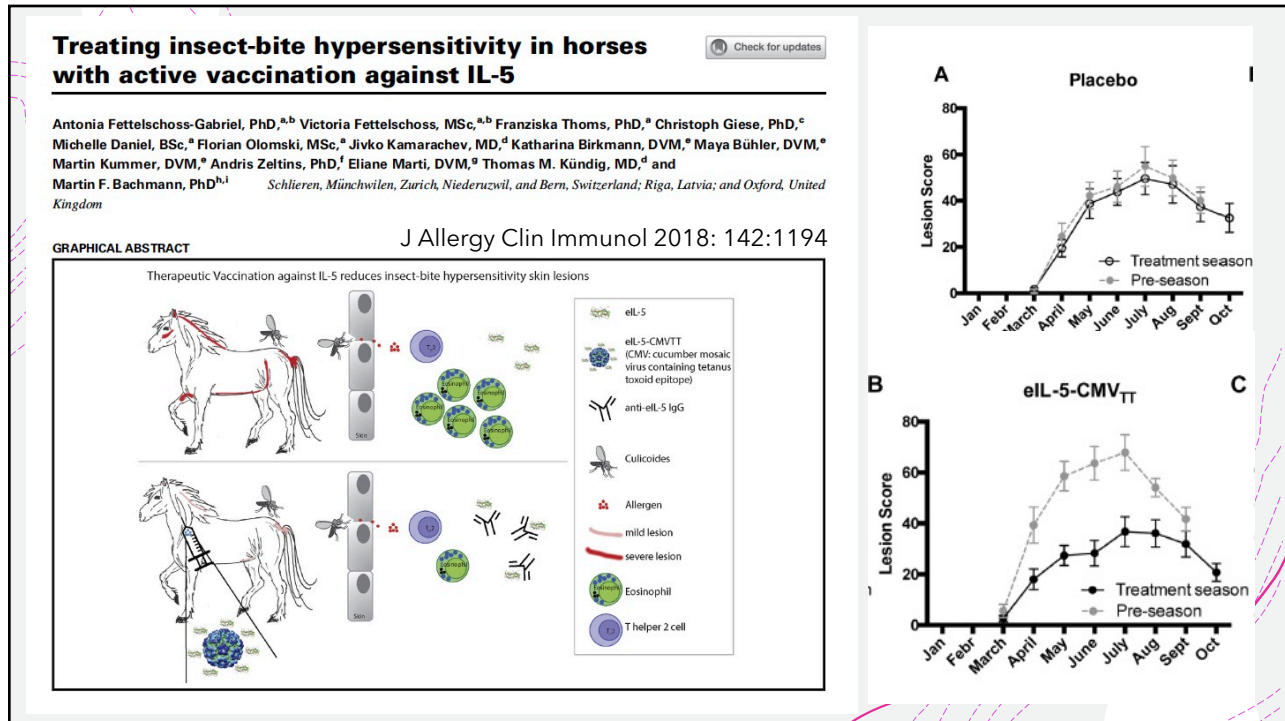 Treating insect-bite hypersensitivity in horses
with active vaccination against IL-5
Check for updates
Antonia Fettelschoss-Gabriel, PhD,a,b Victoria Fettelschoss, MSc,a,b Franziska Thoms, PhD,a Christoph Giese, PhD,c
Michelle Daniel, BSc,a Florian Olomski, MSc,a Jivko Kamarachev, MD,d Katharina Birkmann, DVM,e Maya Bühler, DVM,e
Martin Kummer, DVM,e Andris Zeltins, PhD,f Eliane Marti, DVM,g Thomas M. Kündig, MD,d and
Martin F. Bachmann, PhDh,i Schlieren, Münchwilen, Zurich, Niederuzwil, and Bern, Switzerland; Riga, Latvia; and Oxford, United
Kingdom
GRAPHICAL ABSTRACT
J Allergy Clin Immunol 2018: 142:1194
Therapeutic Vaccination against IL-5 reduces insect-bite hypersensitivity skin lesions
Skin
Th2
Eosinophil
Eosinophil
Eosinophil
Eosinophil
Eosinophil
Skin
Th2
Eosinophil
eIL-5
eIL-5-CMVTT
(CMV: cucumber mosaic
virus containing tetanus
toxoid epitope)
anti-eIL-5 IgG
Culicoides
Allergen
mild lesion
severe lesion
Eosinophil
T helper 2 cell
A
Placebo
80
60
40
20
0
Lesion Score
Treatment season
Pre-season
Jan
Febr
March
April
May
June
July
Aug
Sept
Oct
B
eIL-5-CMVTT
C
80
60
40
20
0
Lesion Score
Treatment season
Pre-season
Jan
Febr
March
April
May
June
July
Aug
Sept
Oct